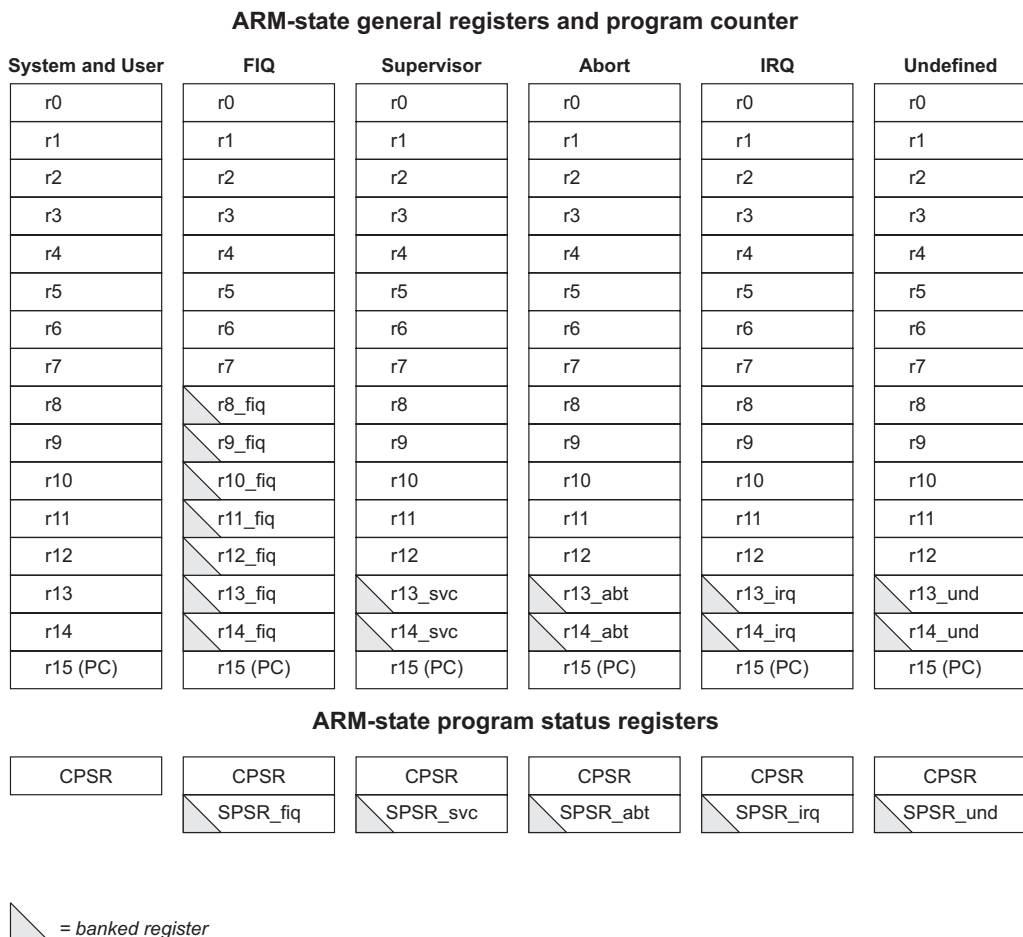 ARM-state general registers and program counter
System and User FIQ Supervisor Abort IRQ Undefined
r0 r0 r0 r0 r0 r0
r1 r1 r1 r1 r1 r1
r2 r2 r2 r2 r2 r2
r3 r3 r3 r3 r3 r3
r4 r4 r4 r4 r4 r4
r5 r5 r5 r5 r5 r5
r6 r6 r6 r6 r6 r6
r7 r7 r7 r7 r7 r7
r8 r8_fiq r8 r8 r8 r8
r9 r9_fiq r9 r9 r9 r9
r10 r10_fiq r10 r10 r10 r10
r11 r11_fiq r11 r11 r11 r11
r12 r12_fiq r12 r12 r12 r12
r13 r13_fiq r13_svc r13_abt r13_irq r13_und
r14 r14_fiq r14_svc r14_abt r14_irq r14_und
r15 (PC) r15 (PC) r15 (PC) r15 (PC) r15 (PC) r15 (PC)
ARM-state program status registers
CPSR CPSR CPSR CPSR CPSR CPSR
SPSR_fiq SPSR_svc SPSR_abt SPSR_irq SPSR_und
= banked register